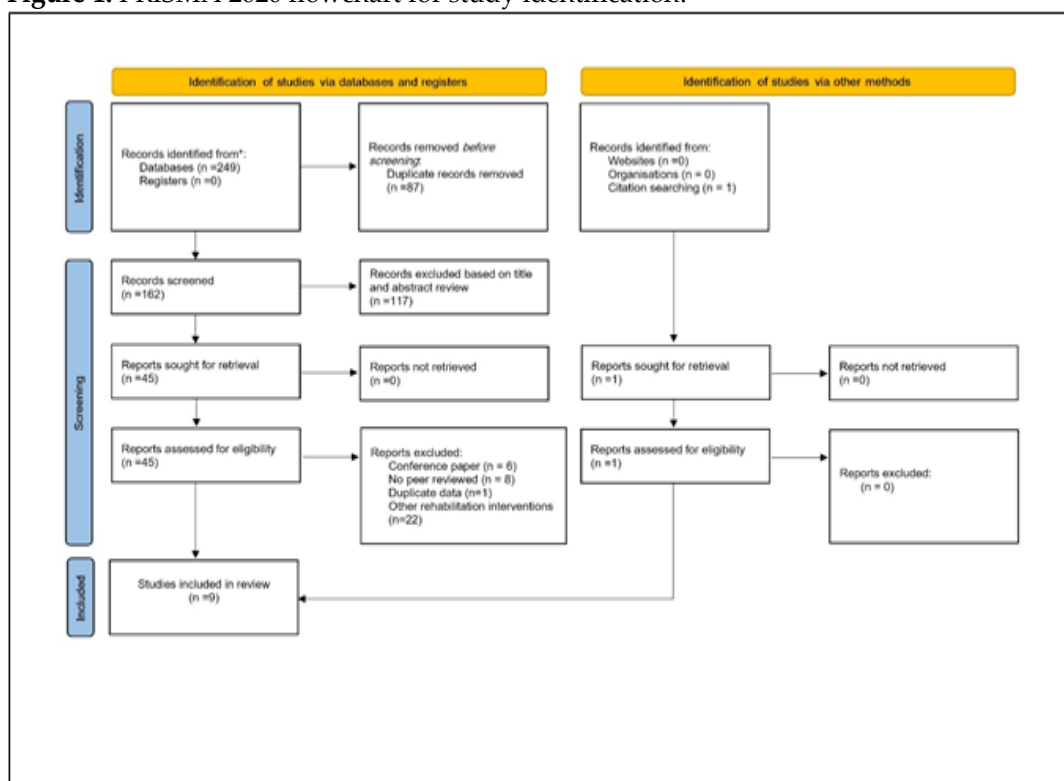 Figure 1. PRISMA 2020 flowchart for study identification.
Identification of studies via databases and registers
Identification of studies via other methods
Identification
Records identified from*:
Databases (n =249)
Registers (n =0)
Records removed before
screening:
Duplicate records removed
(n =87)
Records identified from:
Websites (n =0)
Organisations (n = 0)
Citation searching (n = 1)
Screening
Records screened
(n =162)
Records excluded based on title
and abstract review
(n =117)
Reports sought for retrieval
(n =45)
Reports not retrieved
(n =0)
Reports sought for retrieval
(n =1)
Reports not retrieved
(n =0)
Reports assessed for eligibility
(n =45)
Reports excluded:
Conference paper (n = 6)
No peer reviewed (n = 8)
Duplicate data (n=1)
Other rehabilitation interventions
(n=22)
Reports assessed for eligibility
(n =1)
Reports excluded:
(n = 0)
Included
Studies included in review
(n =9)